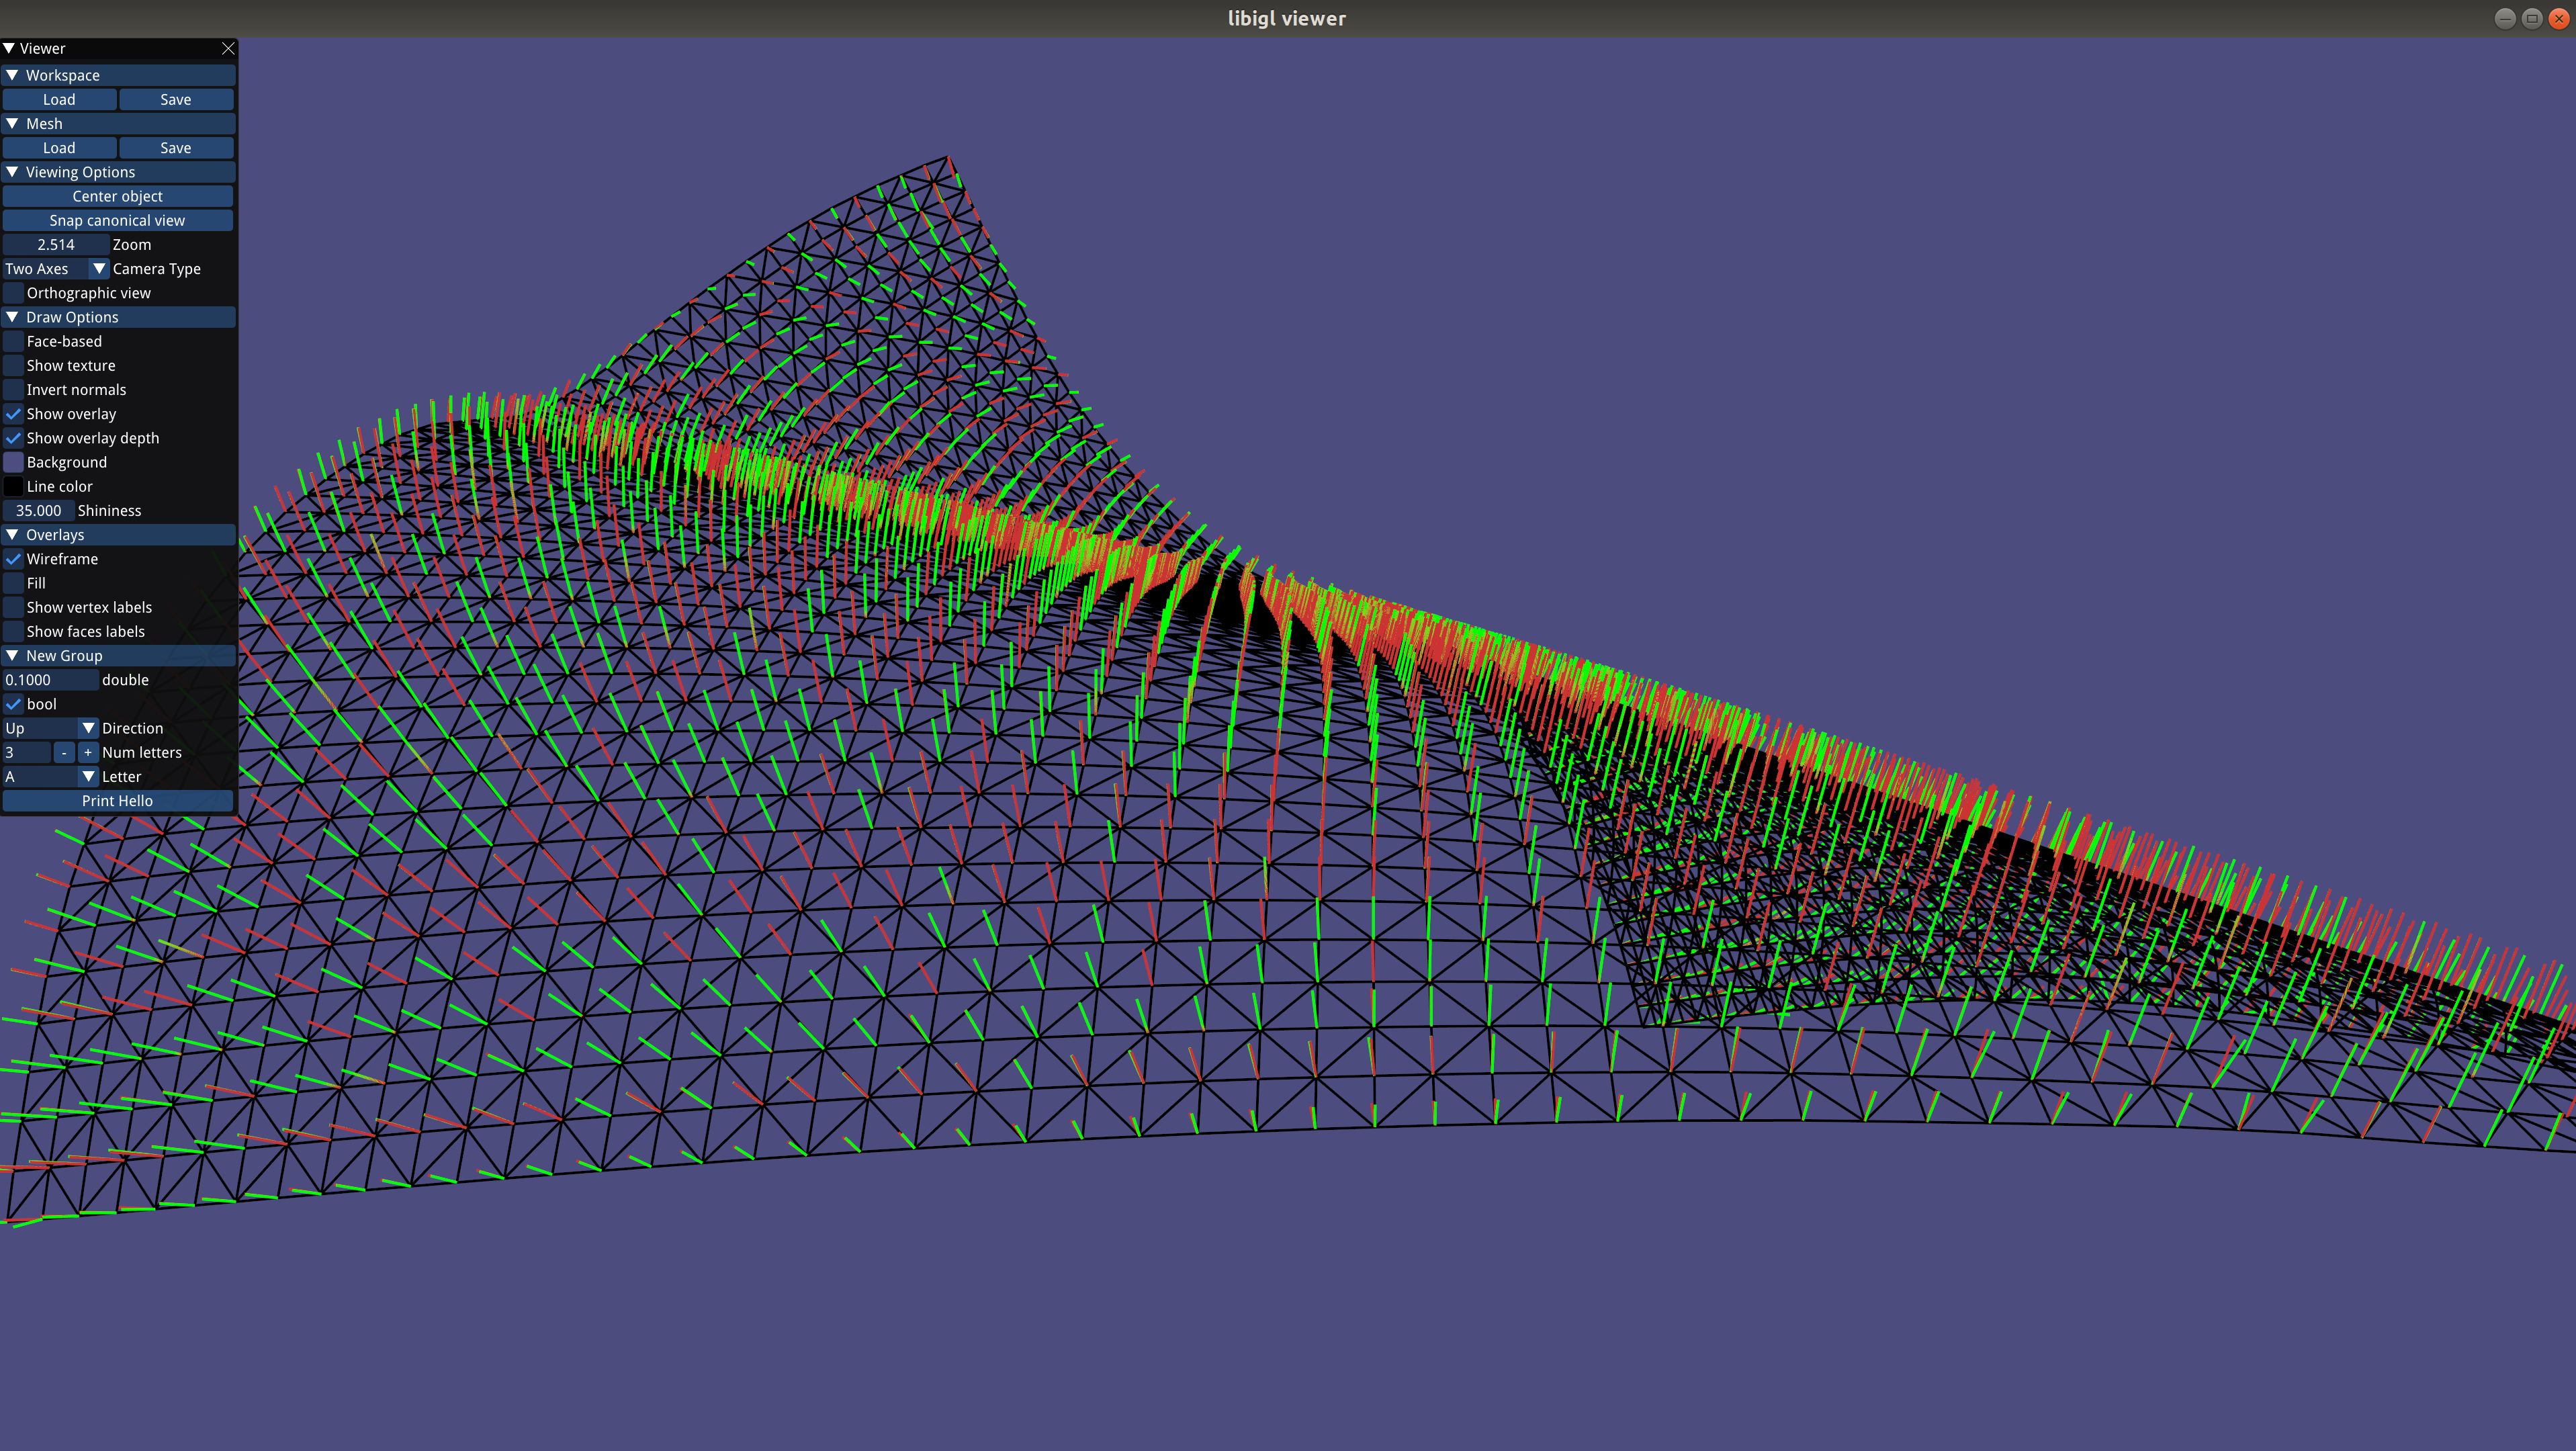 libigl viewer
Viewer
Workspace
Load Save
Mesh
Load Save
Viewing Options
Center object
Snap canonical view
2.514 Zoom
Two Axes Camera Type
Orthographic view
Draw Options
Face-based
Show texture
Invert normals
Show overlay
Show overlay depth
Background
Line color
35.000 Shininess
Overlays
Wireframe
Fill
Show vertex labels
Show faces labels
New Group
0.1000 double
bool
Up Direction
3 - + Num letters
A Letter
Print Hello